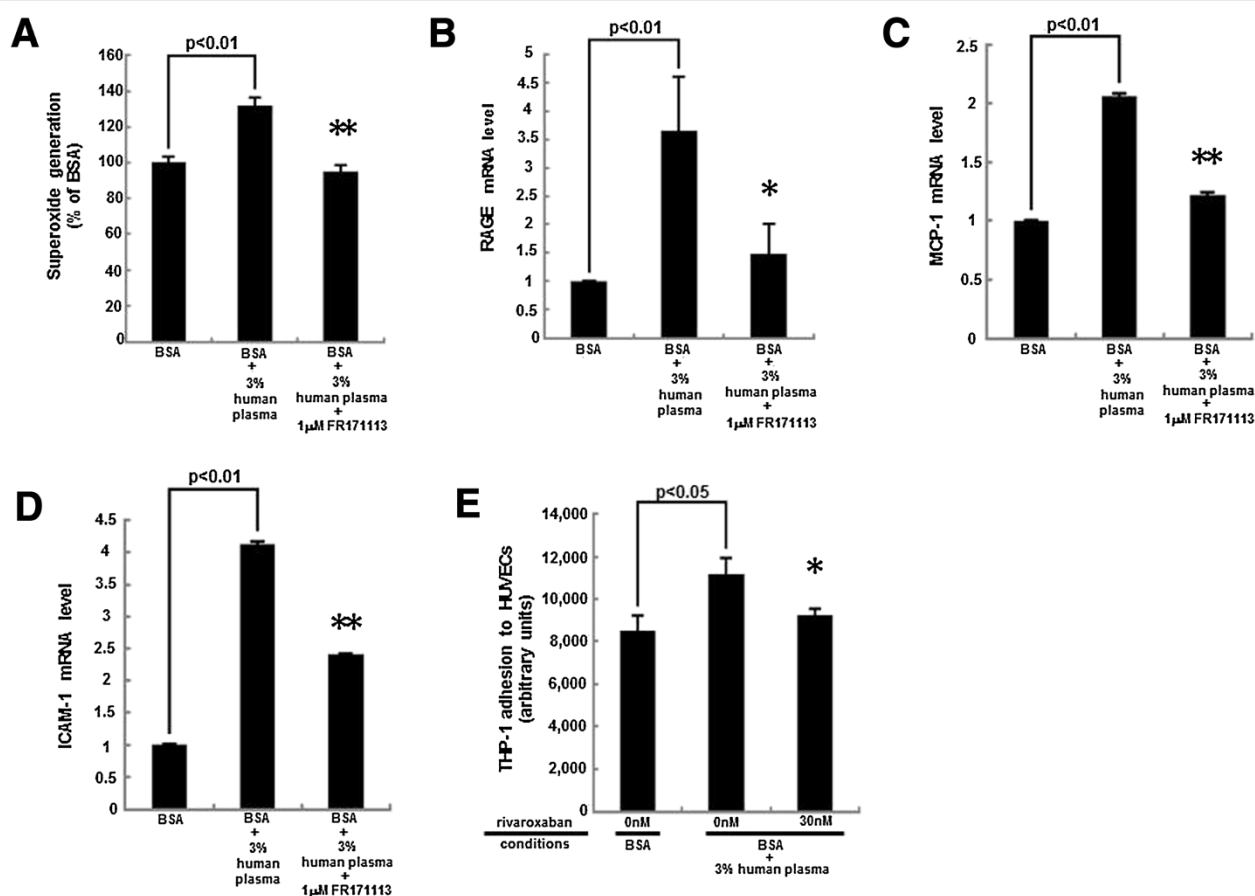 A
p<0.01
Superoxide generation
(% of BSA)
160
140
120
100
80
60
40
20
0
**
BSA
BSA
+
3%
human
plasma
BSA
+
3%
human plasma
+
1μM FR171113
B
p<0.01
RAGE mRNA level
5
4.5
4
3.5
3
2.5
2
1.5
1
0.5
0
*
BSA
BSA
+
3%
human
plasma
BSA
+
3%
human plasma
+
1μM FR171113
C
p<0.01
MCP-1 mRNA level
2.5
2
1.5
1
0.5
0
**
BSA
BSA
+
3%
human
plasma
BSA
+
3%
human plasma
+
1μM FR171113
D
p<0.01
ICAM-1 mRNA level
4.5
4
3.5
3
2.5
2
1.5
1
0.5
0
**
BSA
BSA
+
3%
human
plasma
BSA
+
3%
human plasma
+
1μM FR171113
E
p<0.05
THP-1 adhesion to HUVECs
(arbitrary units)
14,000
12,000
10,000
8,000
6,000
4,000
2,000
0
*
rivaroxaban 0nM 0nM 30nM
conditions BSA BSA
+
3% human plasma